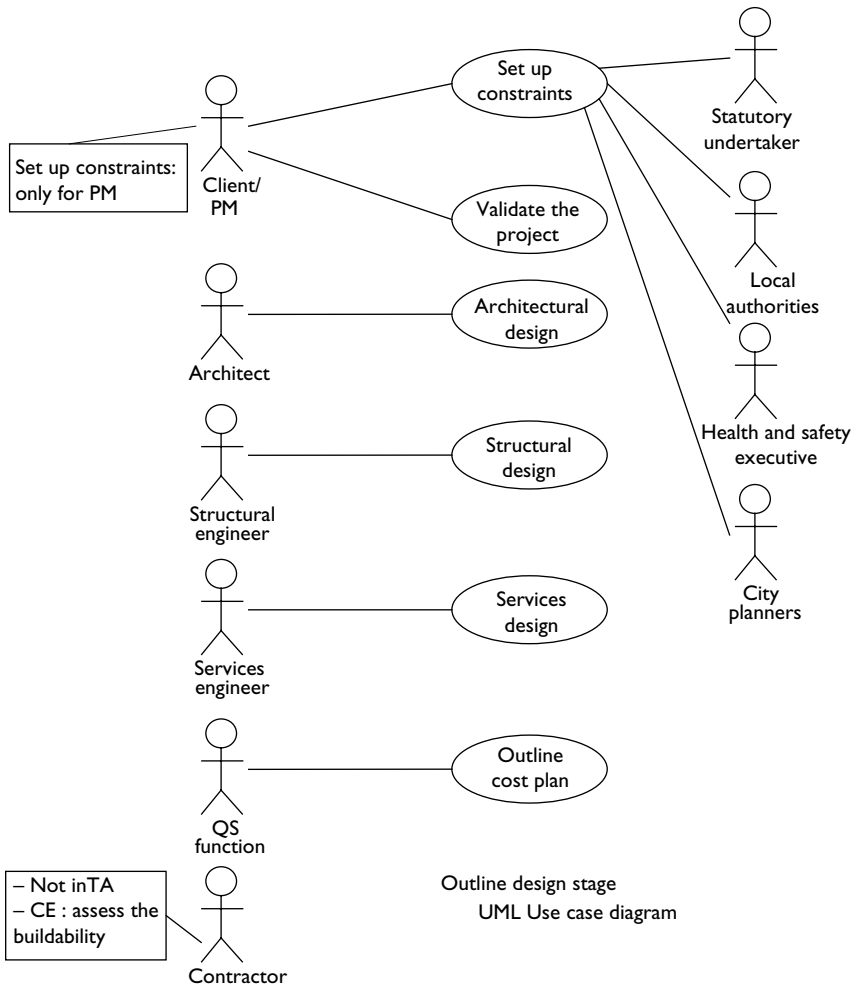 Set up
constraints
Statutory
undertaker
Set up constraints:
only for PM
Client/
PM
Validate the
project
Local
authorities
Architectural
design
Architect
Health and safety
executive
Structural
design
Structural
engineer
City
planners
Services
design
Services
engineer
Outline
cost plan
QS
function
– Not inTA
– CE : assess the
buildability
Contractor
Outline design stage
UML Use case diagram